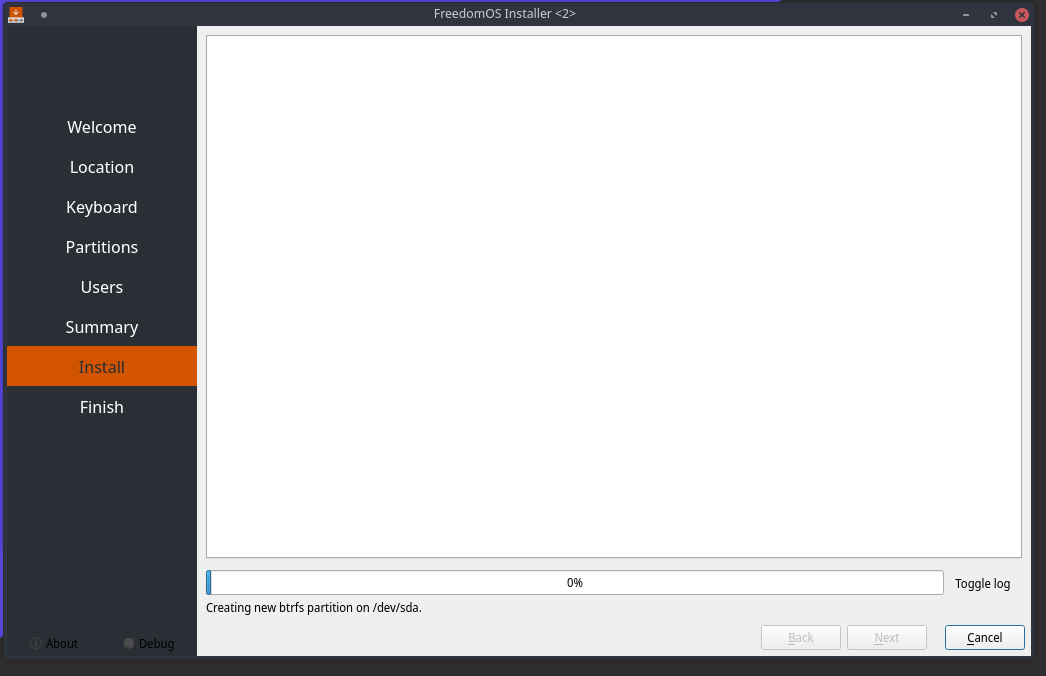 FreedomOS Installer <2>
Welcome
Location
Keyboard
Partitions
Users
Summary
Install
Finish
0%
Toggle log
Creating new btrfs partition on /dev/sda.
About
Debug
Back
Next
Cancel